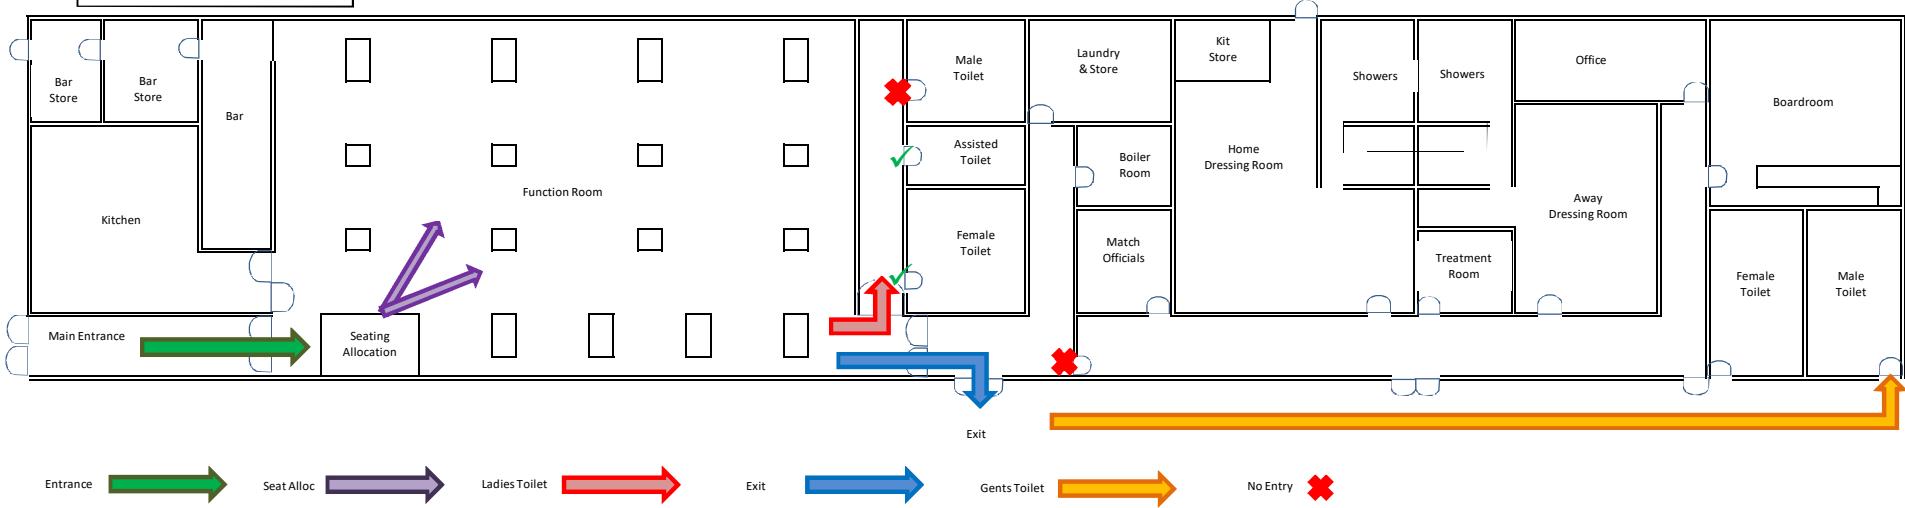 Bar
Store
Bar
Store
Bar
Kitchen
Main Entrance
Function Room
Seating
Allocation
Male
Toilet
Assisted
Toilet
Female
Toilet
Laundry
& Store
Boiler
Room
Match
Officials
Kit
Store
Home
Dressing Room
Showers
Showers
Treatment
Room
Office
Away
Dressing Room
Boardroom
Female
Toilet
Male
Toilet
Exit
Entrance
Seat Alloc
Ladies Toilet
Exit
Gents Toilet
No Entry